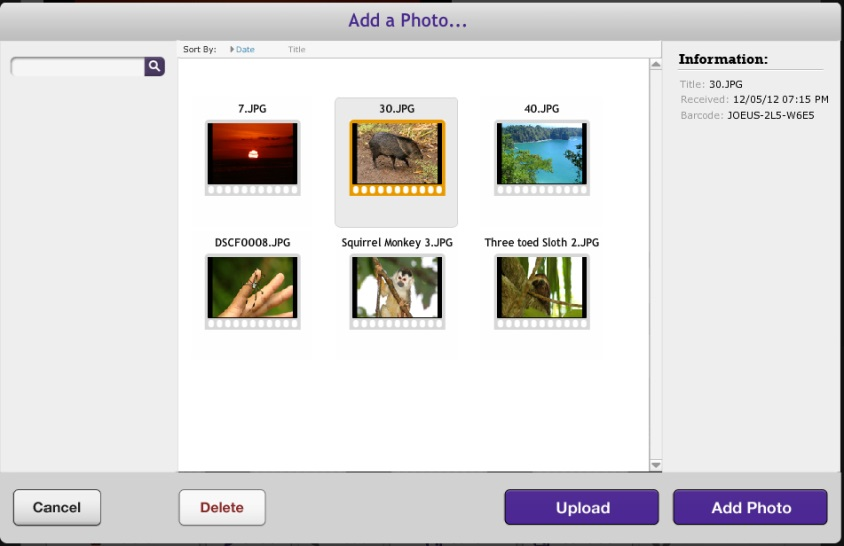 Add a Photo...
Sort By: Date Title
7.JPG 30.JPG 40.JPG
DSCF0008.JPG Squirrel Monkey 3.JPG Three toed Sloth 2.JPG
Information:
Title: 30.JPG
Received: 12/05/12 07:15 PM
Barcode: JOEUS-2L5-W6E5
Cancel Delete Upload Add Photo